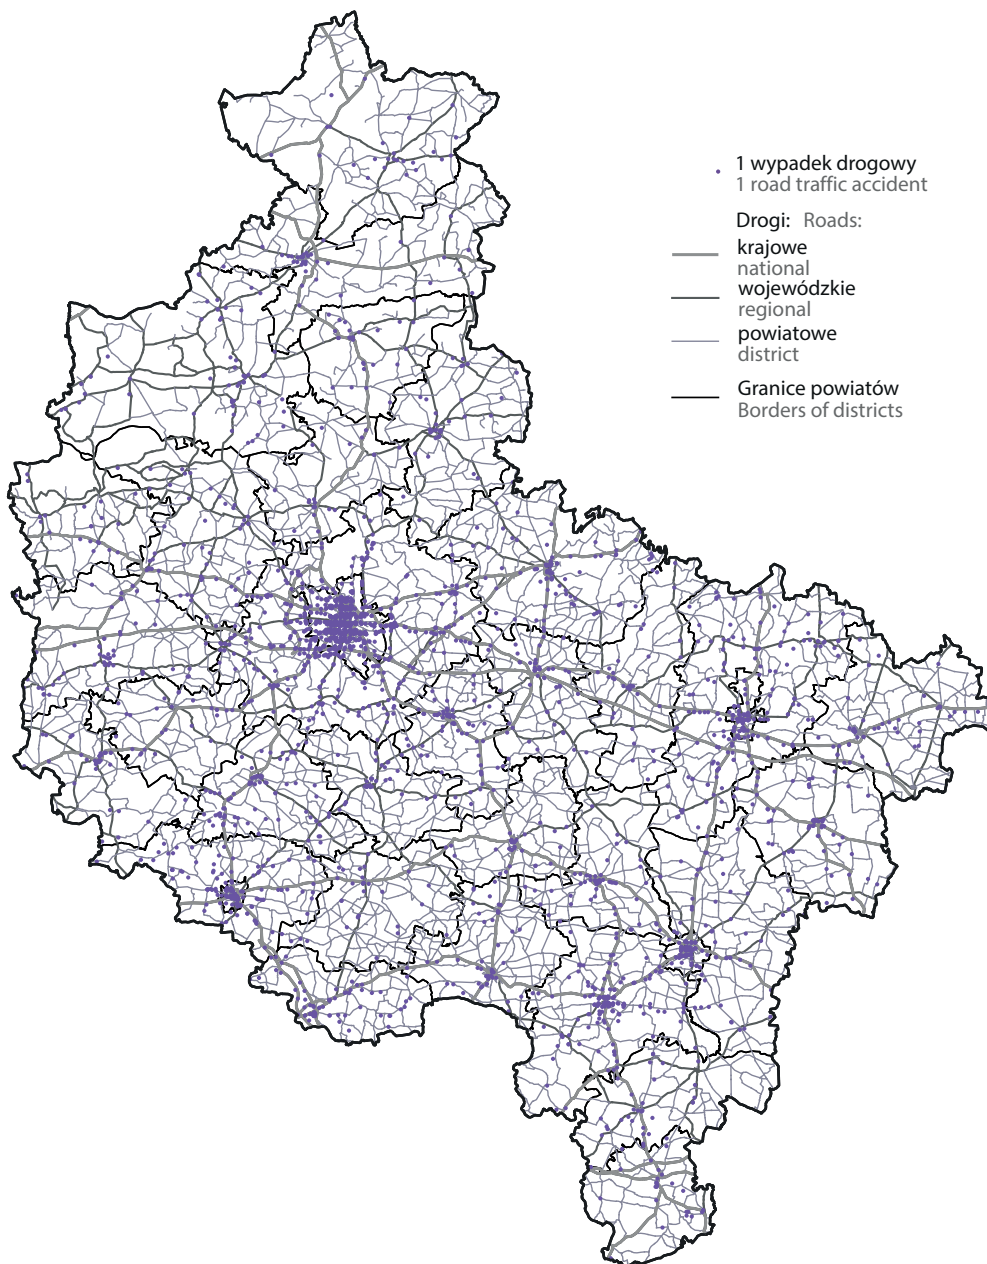 1 wypadek drogowy
1 road traffic accident
Drogi: Roads:
krajowe
national
wojewódzkie
regional
powiatowe
district
Granice powiatów
Borders of districts